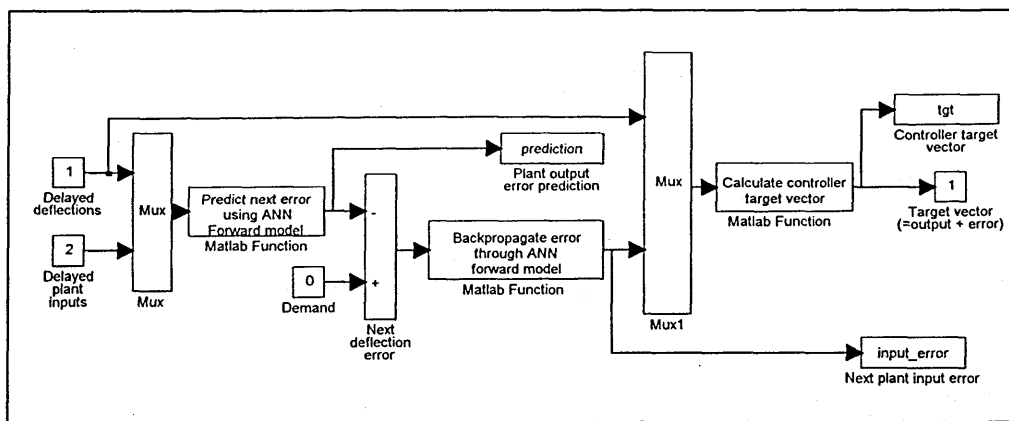 1
Delayed
deflections
2
Delayed
plant
inputs
Mux
Mux
Predict next error
using ANN
Forward model
Matlab Function
prediction
Plant output
error prediction
0
Demand
-
+
Next
deflection
error
Backpropagate error
through ANN
forward model
Matlab Function
Mux
Mux1
Calculate controller
target vector
Matlab Function
tgt
Controller target
vector
1
Target vector
(=output + error)
input_error
Next plant input error